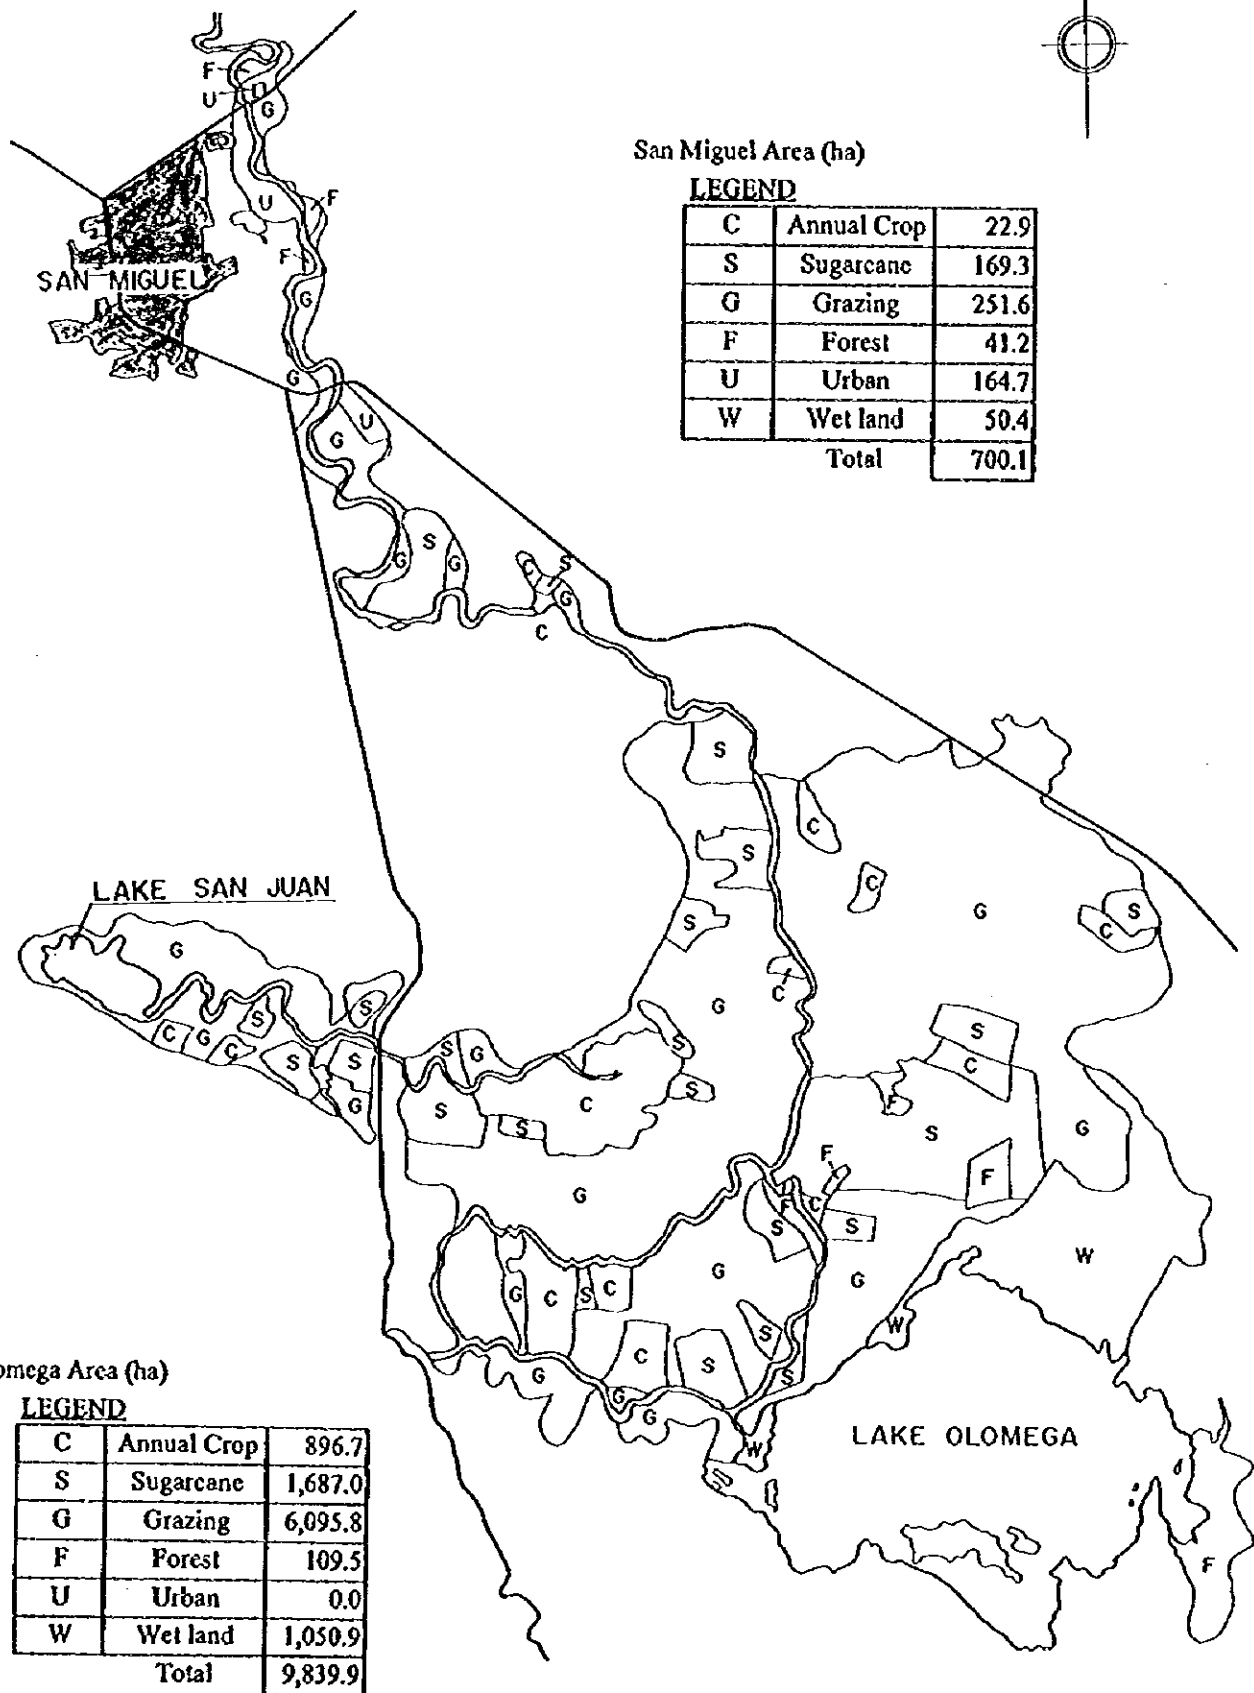 F
U
G
San Miguel Area (ha)
LEGEND
C Annual Crop 22.9
S Sugarcane 169.3
G Grazing 251.6
F Forest 41.2
U Urban 164.7
W Wet land 50.4
Total 700.1
U
F
F
SAN MIGUEL
G
G
U
G
S
G
G
C
S
G
C
S
C
S
LAKE SAN JUAN
C
S
C
G
S
G
C
G
S
S
S
C
G
C
S
S
G
S
C
S
S
G
S
C
S
F
S
G
S
F
F
G
F
C
S
S
W
G
G
G
C
S
C
W
S
C
S
S
G
G
G
W
LAKE OLOMEGA
F
omega Area (ha)
LEGEND
C Annual Crop 896.7
S Sugarcane 1,687.0
G Grazing 6,095.8
F Forest 109.5
U Urban 0.0
W Wet land 1,050.9
Total 9,839.9